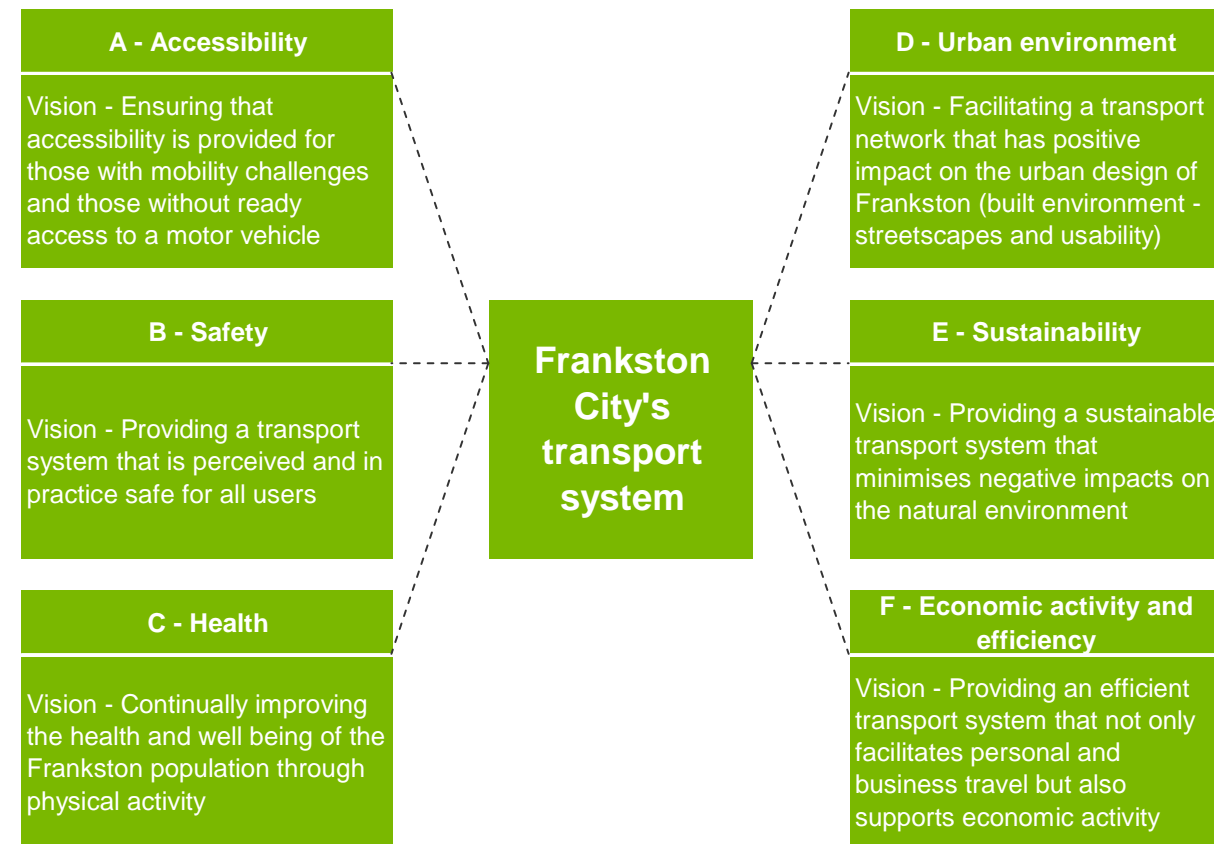 A - Accessibility
Vision - Ensuring that
accessibility is provided for
those with mobility challenges
and those without ready
access to a motor vehicle
B - Safety
Vision - Providing a transport
system that is perceived and in
practice safe for all users
C - Health
Vision - Continually improving
the health and well being of the
Frankston population through
physical activity
Frankston
City's
transport
system
D - Urban environment
Vision - Facilitating a transport
network that has positive
impact on the urban design of
Frankston (built environment -
streetscapes and usability)
E - Sustainability
Vision - Providing a sustainable
transport system that
minimises negative impacts on
the natural environment
F - Economic activity and
efficiency
Vision - Providing an efficient
transport system that not only
facilitates personal and
business travel but also
supports economic activity